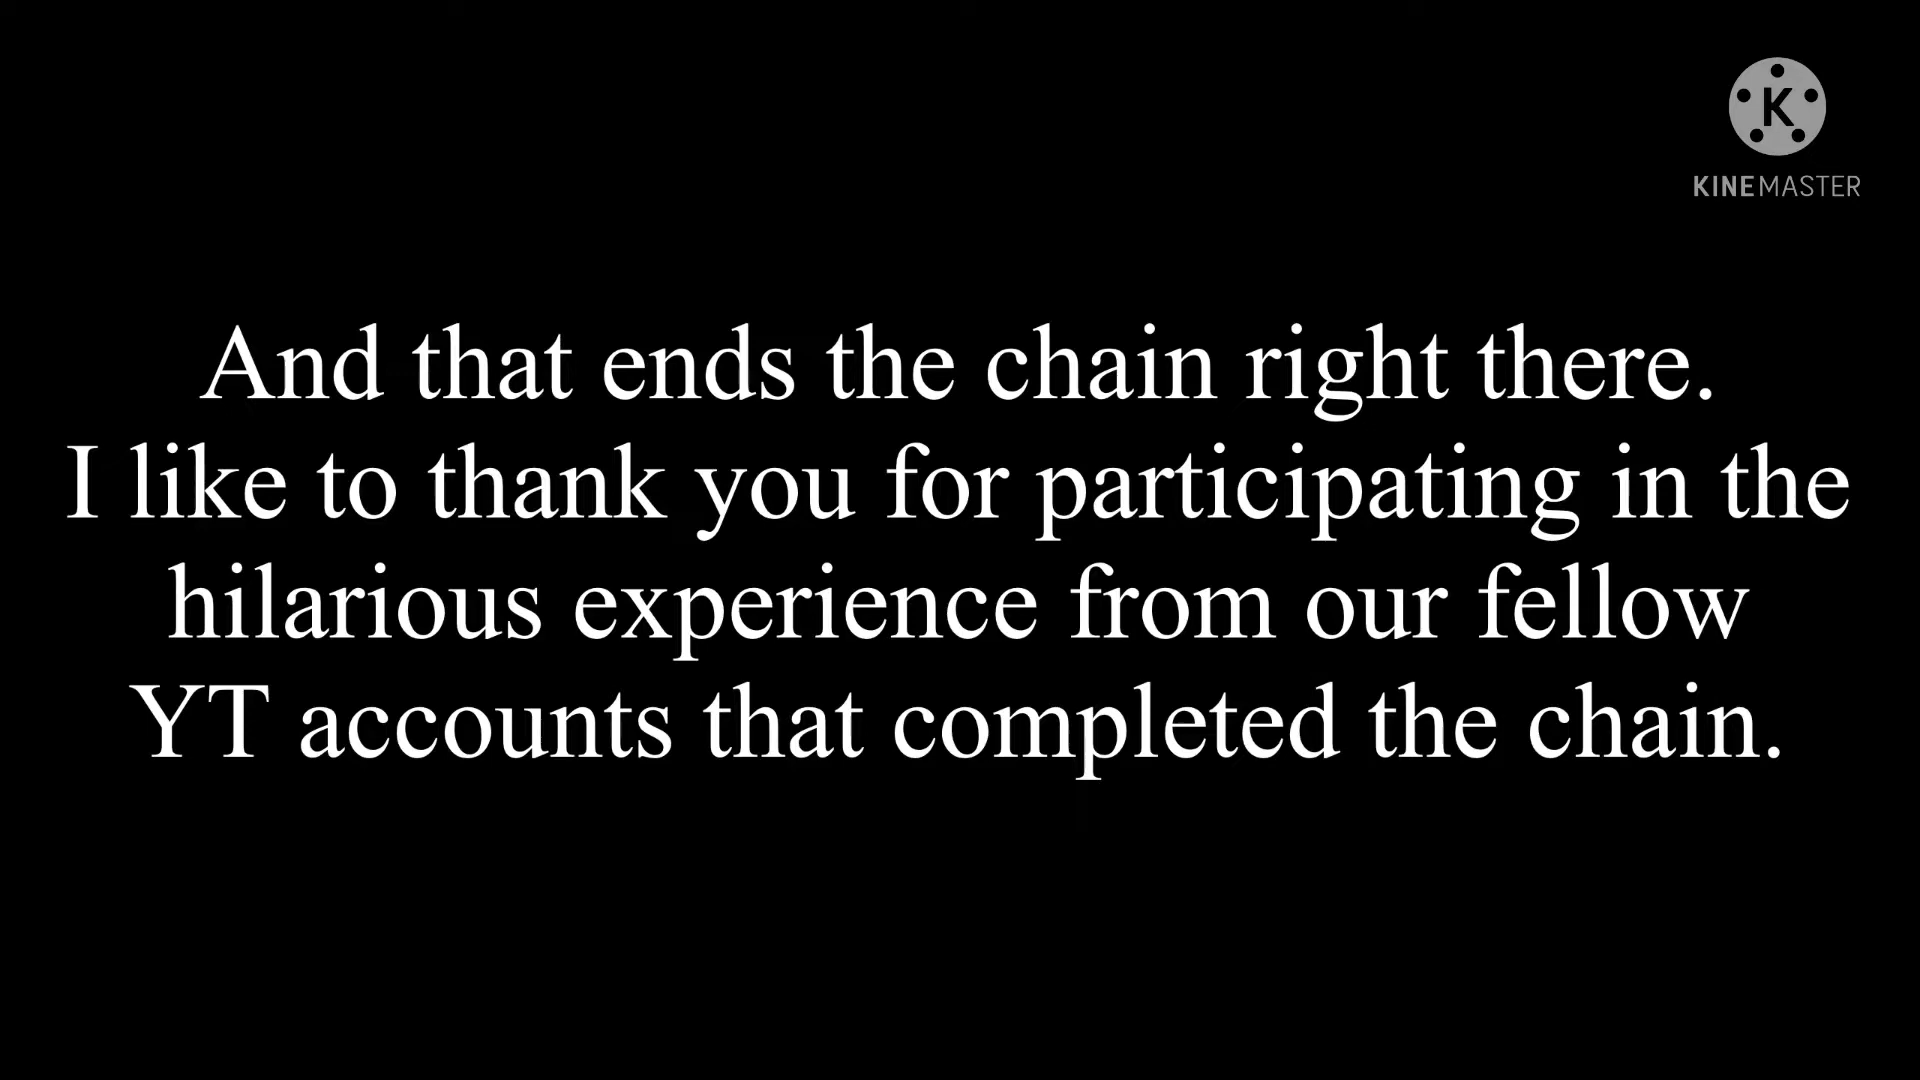 K
KINEMASTER
And that ends the chain right there.
I like to thank you for participating in the
hilarious experience from our fellow
YT accounts that completed the chain.